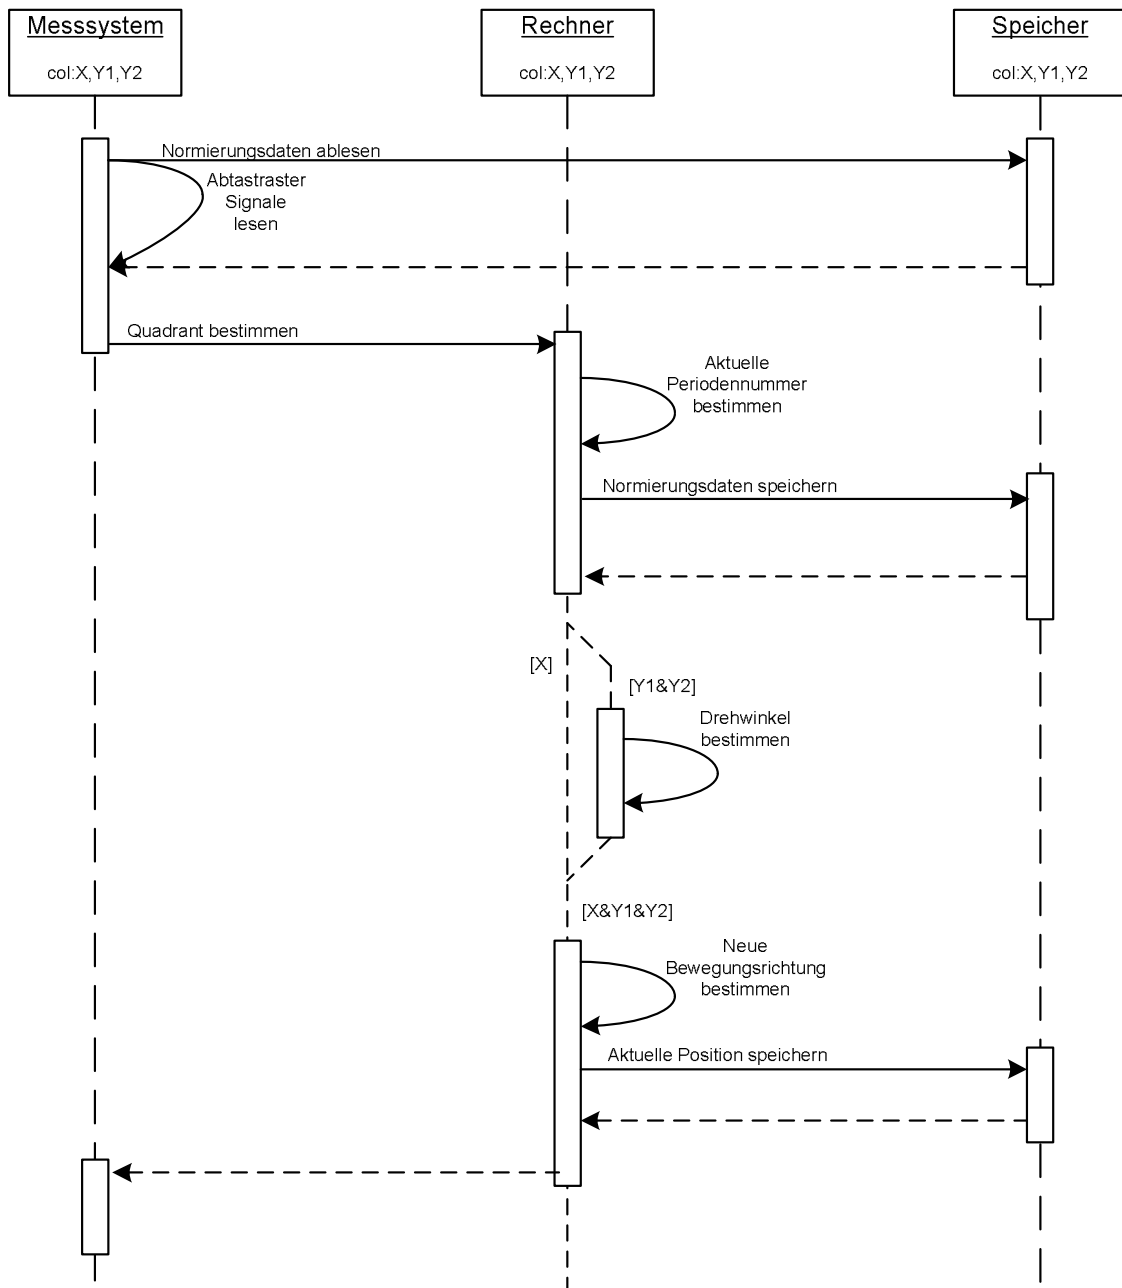 Messsystem
col:X,Y1,Y2
Rechner
col:X,Y1,Y2
Speicher
col:X,Y1,Y2
Normierungsdaten ablesen
Abtastraster
Signale
lesen
Quadrant bestimmen
Aktuelle
Periodennummer
bestimmen
Normierungsdaten speichern
[X]
[Y1&Y2]
Drehwinkel
bestimmen
[X&Y1&Y2]
Neue
Bewegungsrichtung
bestimmen
Aktuelle Position speichern